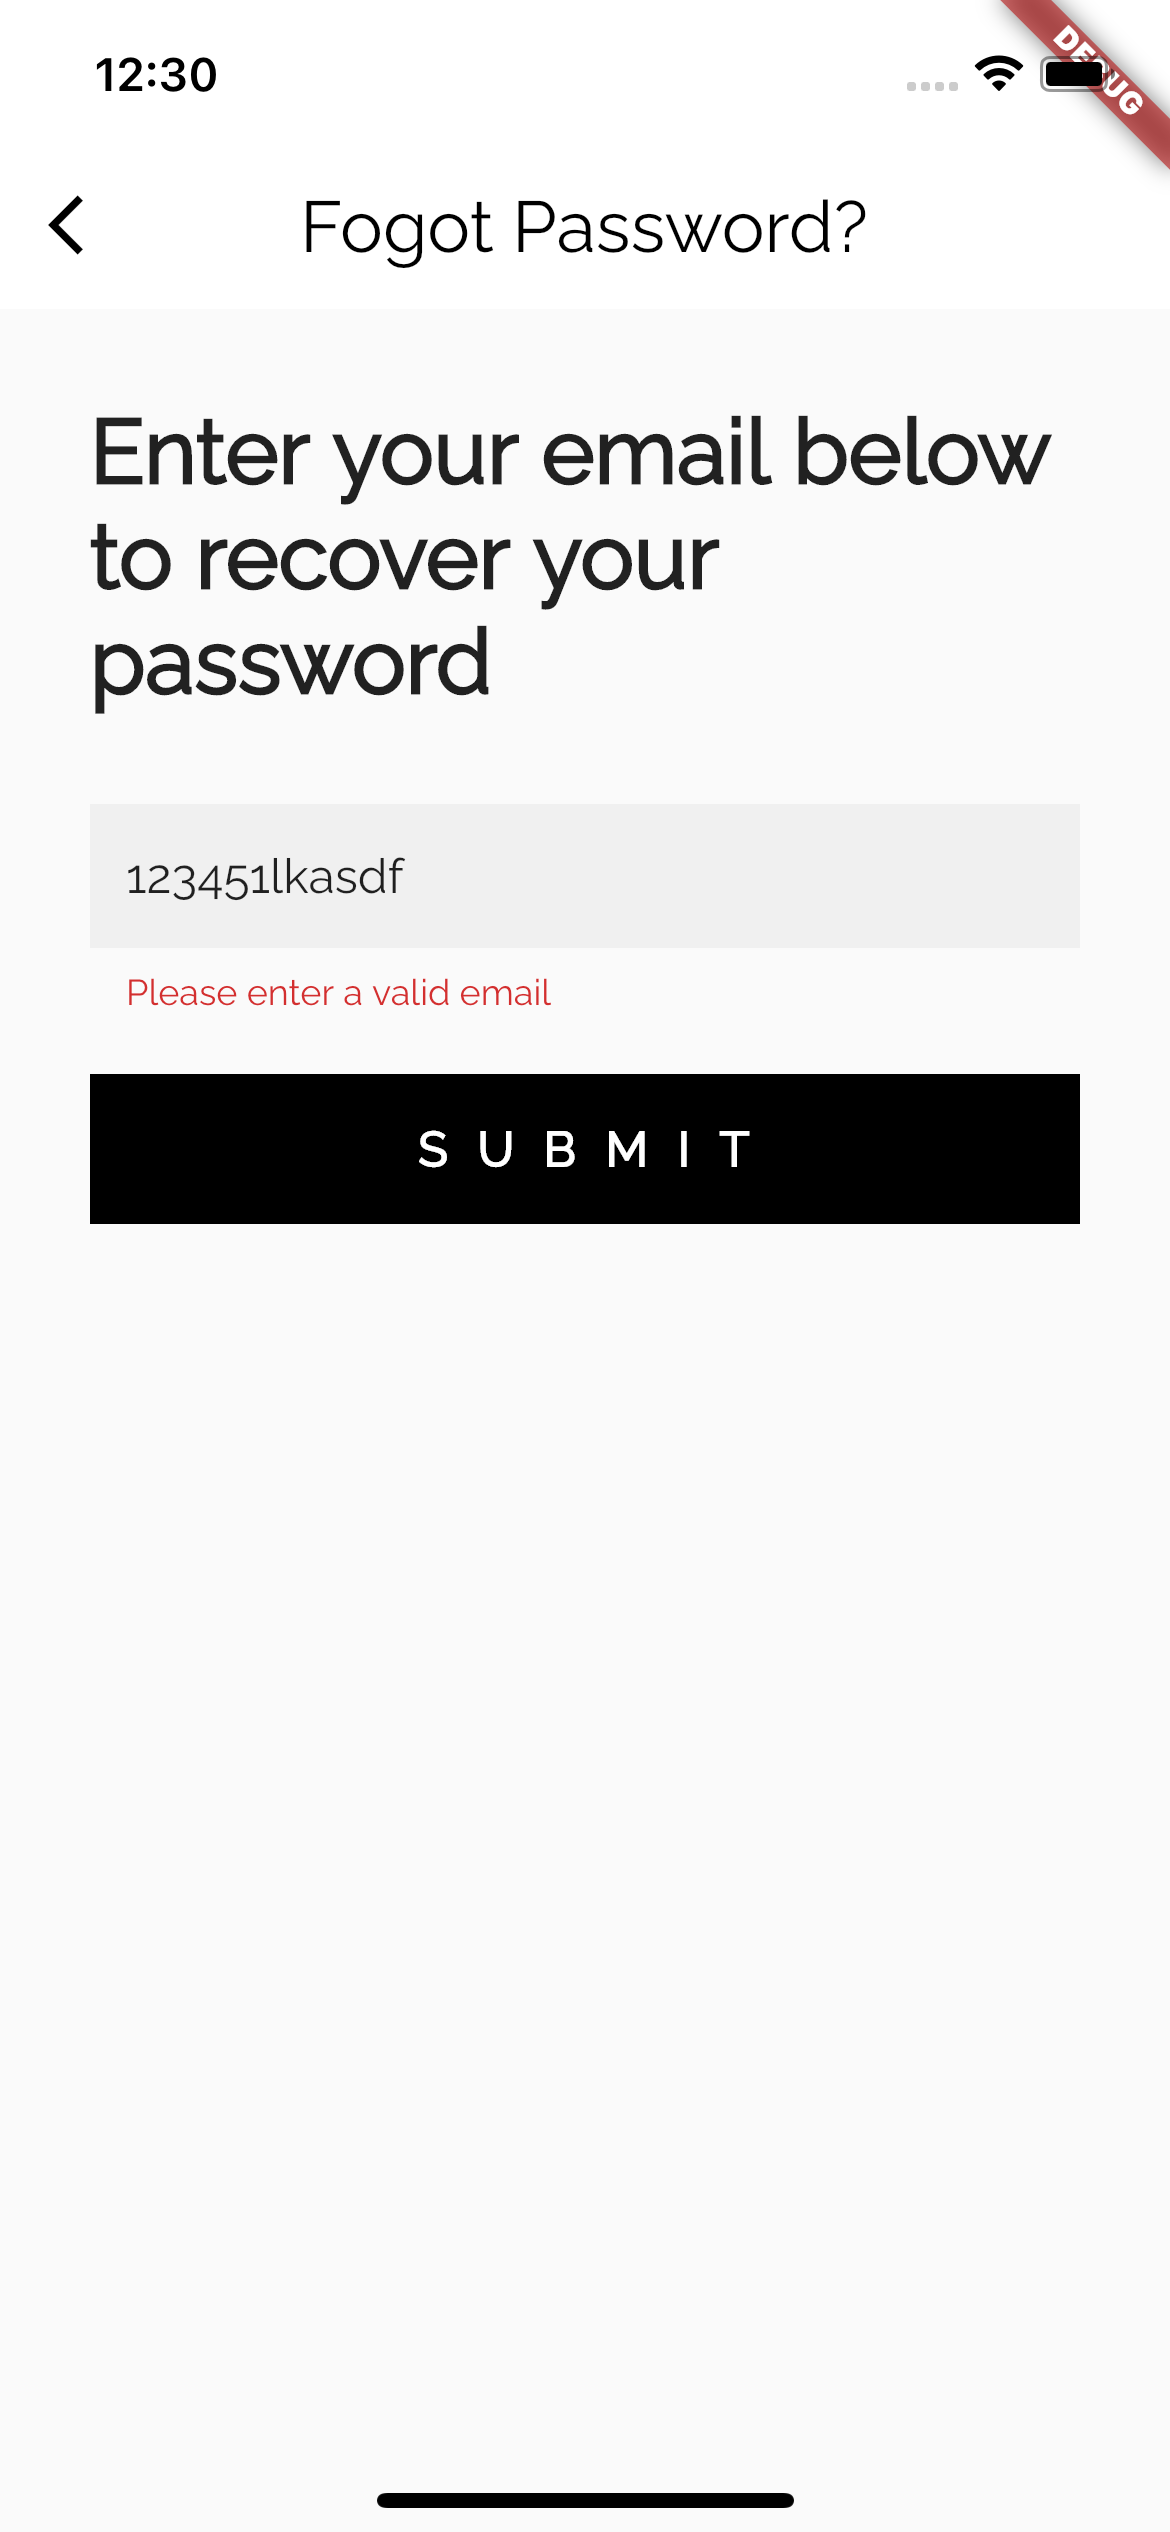 12:30
DEBUG
Fogot Password?
Enter your email below
to recover your
password
123451lkasdf
Please enter a valid email
SUBMIT